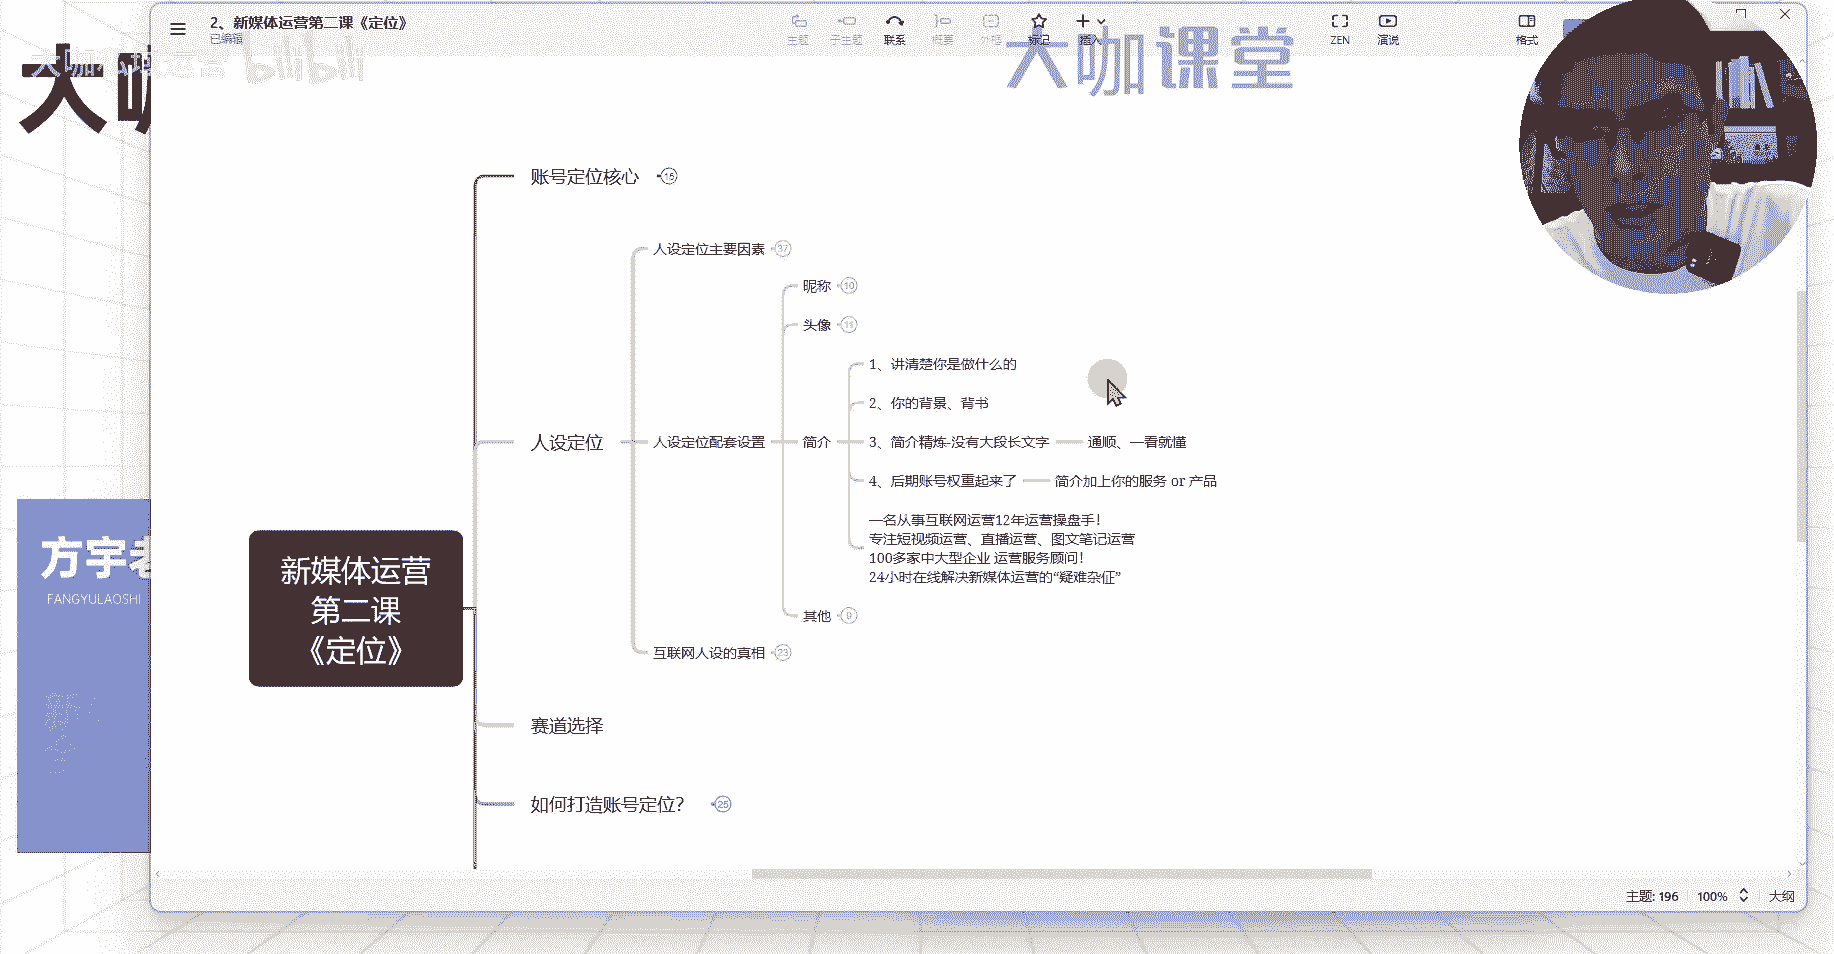 2、新媒体运营第二课《定位》
已编辑
主题
子主题
联系
概要
外框
标记
插入
ZEN
演说
格式
大咖私域运营
bilibili
大咖课堂
大咖
账号定位核心
15
人设定位主要因素
37
昵称
10
头像
11
1、讲清楚你是做什么的
2、你的背景、背书
人设定位
人设定位配套设置
简介
3、简介精炼-没有大段长文字
通顺、一看就懂
4、后期账号权重起来了
简介加上你的服务 or 产品
一名从事互联网运营12年运营操盘手！
专注短视频运营、直播运营、图文笔记运营
100多家中大型企业 运营服务顾问！
24小时在线解决新媒体运营的“疑难杂征”
其他
9
互联网人设的真相
23
新媒体运营
第二课
《定位》
赛道选择
如何打造账号定位？
25
方宇老
FANGYULAOSHI
主题: 196
100%
大纲